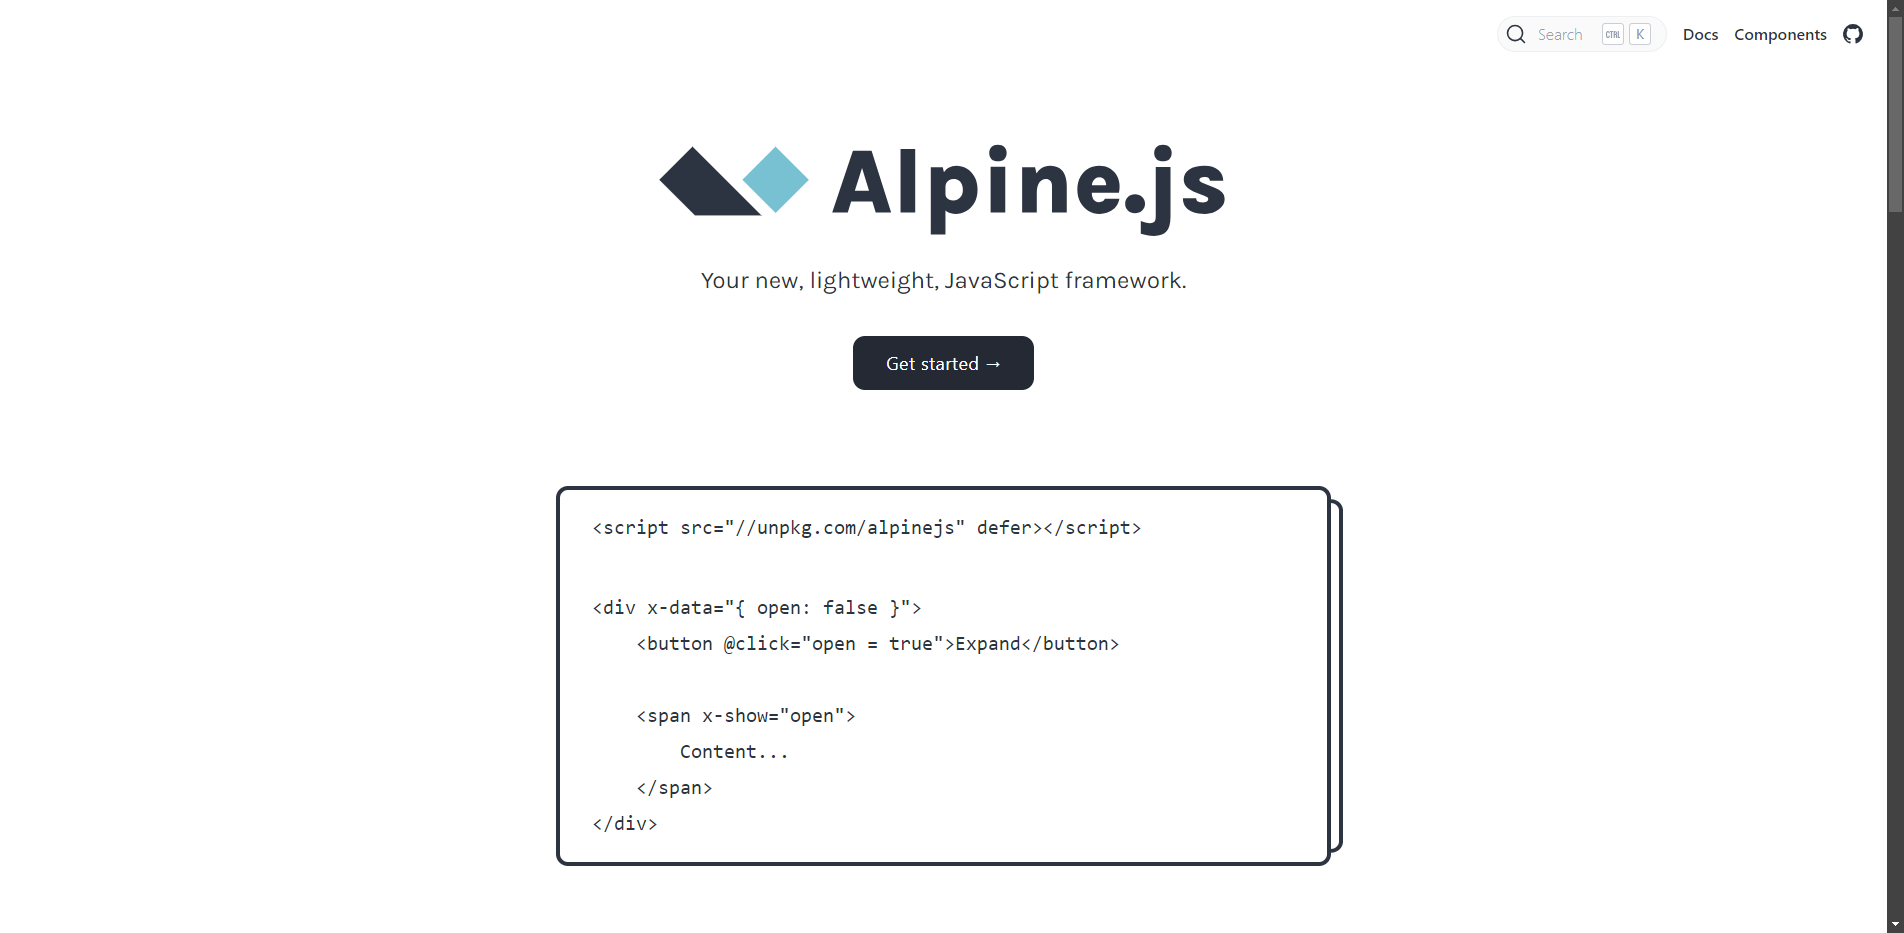 Search CTRL K Docs Components
Alpine.js
Your new, lightweight, JavaScript framework.
Get started →
<script src="//unpkg.com/alpinejs" defer></script>
<div x-data="{ open: false }">
    <button @click="open = true">Expand</button>
    <span x-show="open">
        Content...
    </span>
</div>